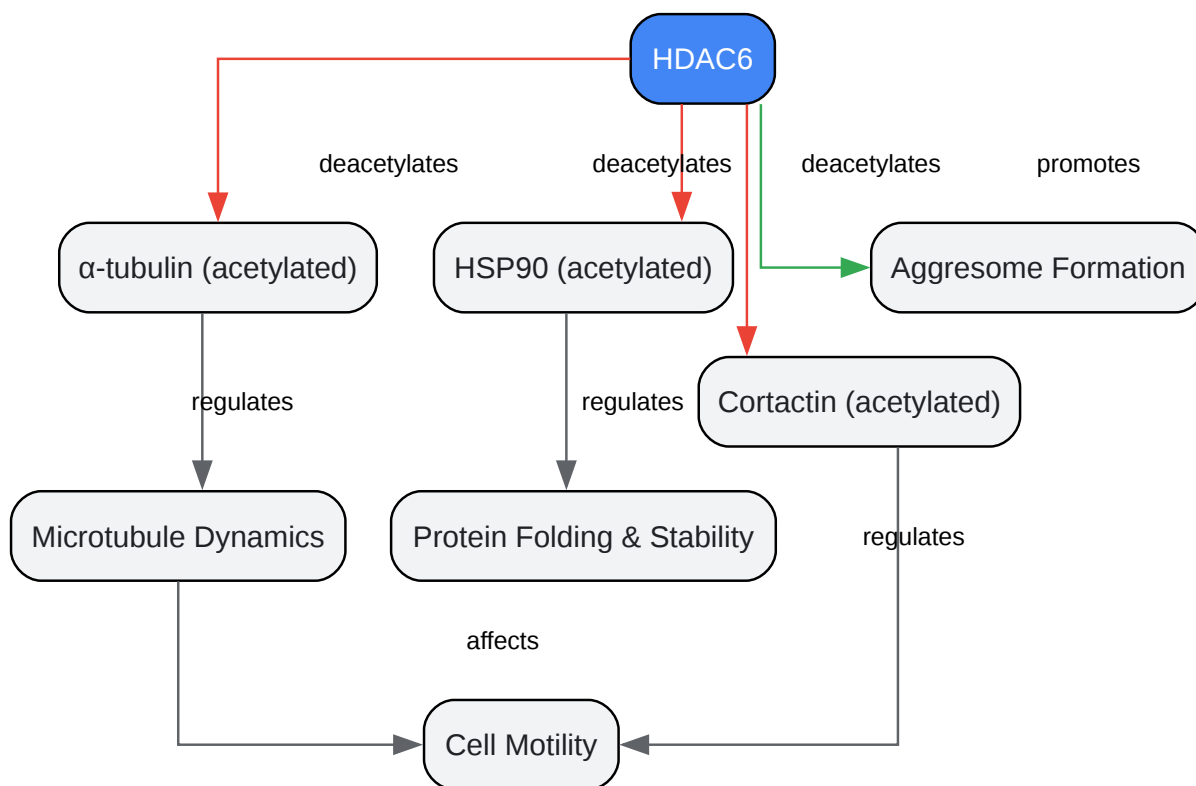 HDAC6
deacetylates
deacetylates
deacetylates
promotes
α-tubulin (acetylated)
HSP90 (acetylated)
Aggresome Formation
regulates
regulates
Cortactin (acetylated)
Microtubule Dynamics
Protein Folding & Stability
regulates
affects
Cell Motility